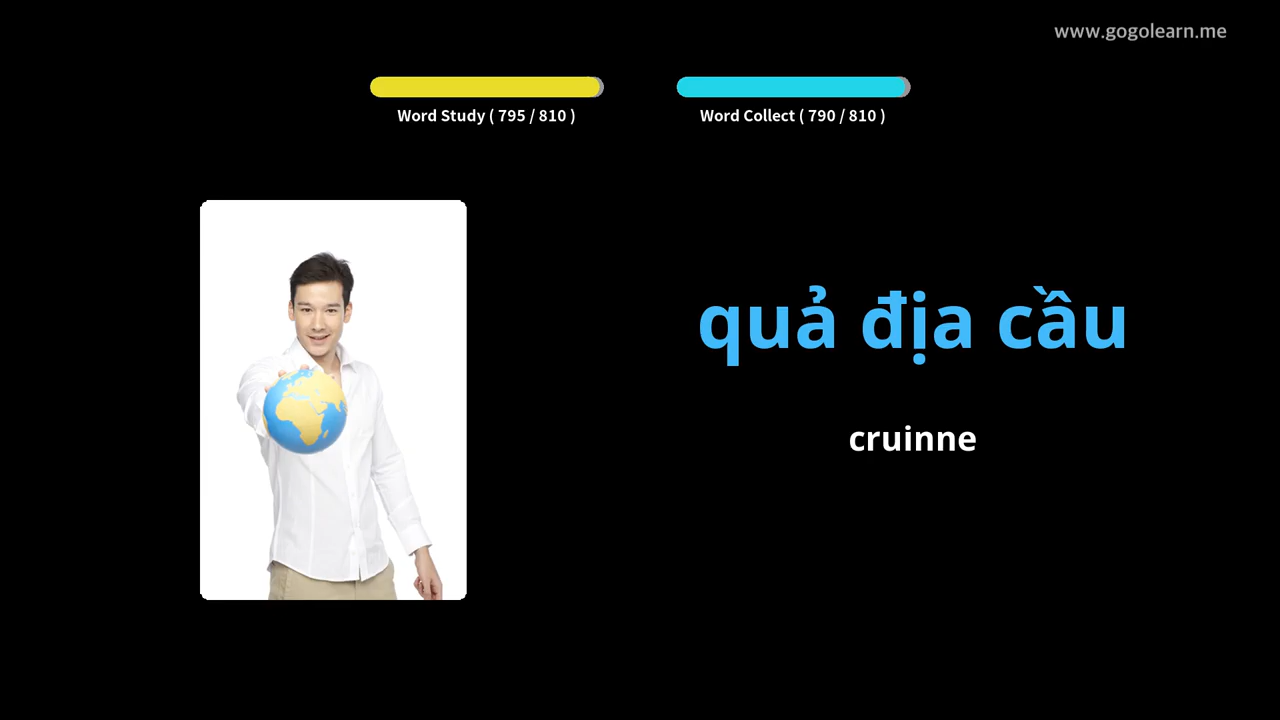 www.gogolearn.me
Word Study ( 795 / 810 )
Word Collect ( 790 / 810 )
quả địa cầu
cruinne